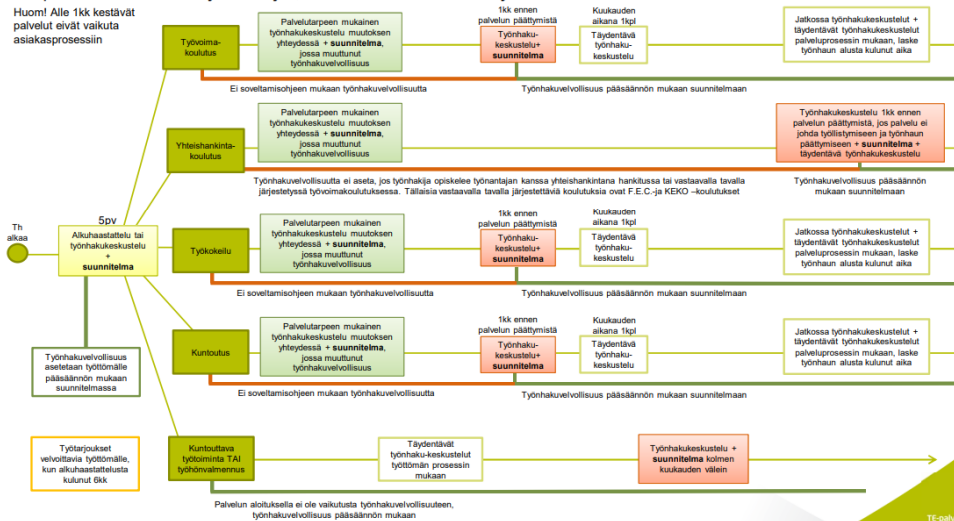 Huom! Alle 1kk kestävät
palvelut eivät vaikuta
asiakasprosessiin
Työvoima-
koulutus
Palvelutarpeen mukainen
työnhakukeskustelu muutoksen
yhteydessä + suunnitelma,
jossa muuttunut
työnhakuvelvollisuus
1kk ennen
palvelun päättymistä
Työnhaku-
keskustelu+
suunnitelma
Kuukauden
aikana 1kpl
Täydentävä
työnhaku-
keskustelu
Jatkossa työnhakukeskustelut +
täydentävät työnhakukeskustelut
palveluprosessin mukaan, laske
työnhaun alusta kulunut aika
Ei soveltamisohjeen mukaan työnhakuvelvollisuutta
Työnhakuvelvollisuus pääsäännön mukaan suunnitelmaan
Yhteishankinta-
koulutus
Palvelutarpeen mukainen
työnhakukeskustelu muutoksen
yhteydessä + suunnitelma,
jossa muuttunut
työnhakuvelvollisuus
Työnhakukeskustelu 1kk ennen
palvelun päättymistä, jos palvelu ei
johda työllistymiseen ja työnhaun
päättymiseen + suunnitelma +
täydentävä työnhakukeskustelu
Työnhakuvelvollisuutta ei aseta, jos työnhakija opiskelee työnantajan kanssa yhteishankintana hankitussa tai vastaavalla tavalla
järjestetyssä työvoimakoulutuksessa. Tällaisia vastaavalla tavalla järjestettäviä koulutuksia ovat F.E.C.-ja KEKO –koulutukset
Työnhakuvelvollisuus pääsäännön
mukaan suunnitelmaan
Th
alkaa
5pv
Alkuhaastattelu tai
työnhakukeskustelu
+
suunnitelma
Työkokeilu
Palvelutarpeen mukainen
työnhakukeskustelu muutoksen
yhteydessä + suunnitelma,
jossa muuttunut
työnhakuvelvollisuus
1kk ennen
palvelun päättymistä
Työnhaku-
keskustelu+
suunnitelma
Kuukauden
aikana 1kpl
Täydentävä
työnhaku-
keskustelu
Jatkossa työnhakukeskustelut +
täydentävät työnhakukeskustelut
palveluprosessin mukaan, laske
työnhaun alusta kulunut aika
Ei soveltamisohjeen mukaan työnhakuvelvollisuutta
Työnhakuvelvollisuus pääsäännön mukaan suunnitelmaan
Työnhakuvelvollisuus
asetetaan työttömälle
pääsäännön mukaan
suunnitelmassa
Kuntoutus
Palvelutarpeen mukainen
työnhakukeskustelu muutoksen
yhteydessä + suunnitelma,
jossa muuttunut
työnhakuvelvollisuus
1kk ennen
palvelun päättymistä
Työnhaku-
keskustelu+
suunnitelma
Kuukauden
aikana 1kpl
Täydentävä
työnhaku-
keskustelu
Jatkossa työnhakukeskustelut +
täydentävät työnhakukeskustelut
palveluprosessin mukaan, laske
työnhaun alusta kulunut aika
Ei soveltamisohjeen mukaan työnhakuvelvollisuutta
Työnhakuvelvollisuus pääsäännön mukaan suunnitelmaan
Työtarjoukset
velvoittavia työttömälle,
kun alkuhaastattelusta
kulunut 6kk
Kuntouttava
työtoiminta TAI
työhönvalmennus
Täydentävät
työhaku-keskustelut
työttömän prosessin
mukaan
Työnhakukeskustelu +
suunnitelma kolmen
kuukauden välein
Palvelun aloituksella ei ole vaikutusta työnhakuvelvollisuuteen,
työnhakuvelvollisuus pääsäännön mukaan